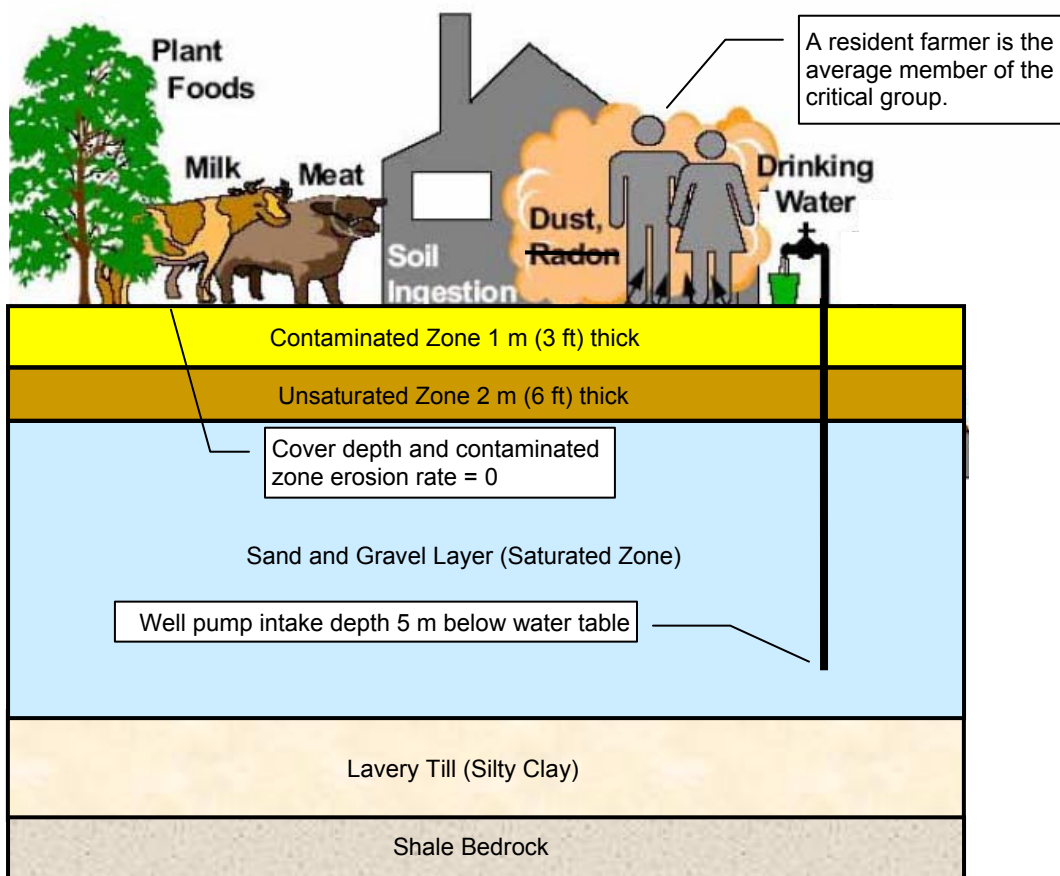 Plant
Foods
Milk
Meat
Soil
Ingestion
Dust,
Radon
A resident farmer is the
average member of the
critical group.
Drinking
Water
Contaminated Zone 1 m (3 ft) thick
Unsaturated Zone 2 m (6 ft) thick
Cover depth and contaminated
zone erosion rate = 0
Sand and Gravel Layer (Saturated Zone)
Well pump intake depth 5 m below water table
Lavery Till (Silty Clay)
Shale Bedrock